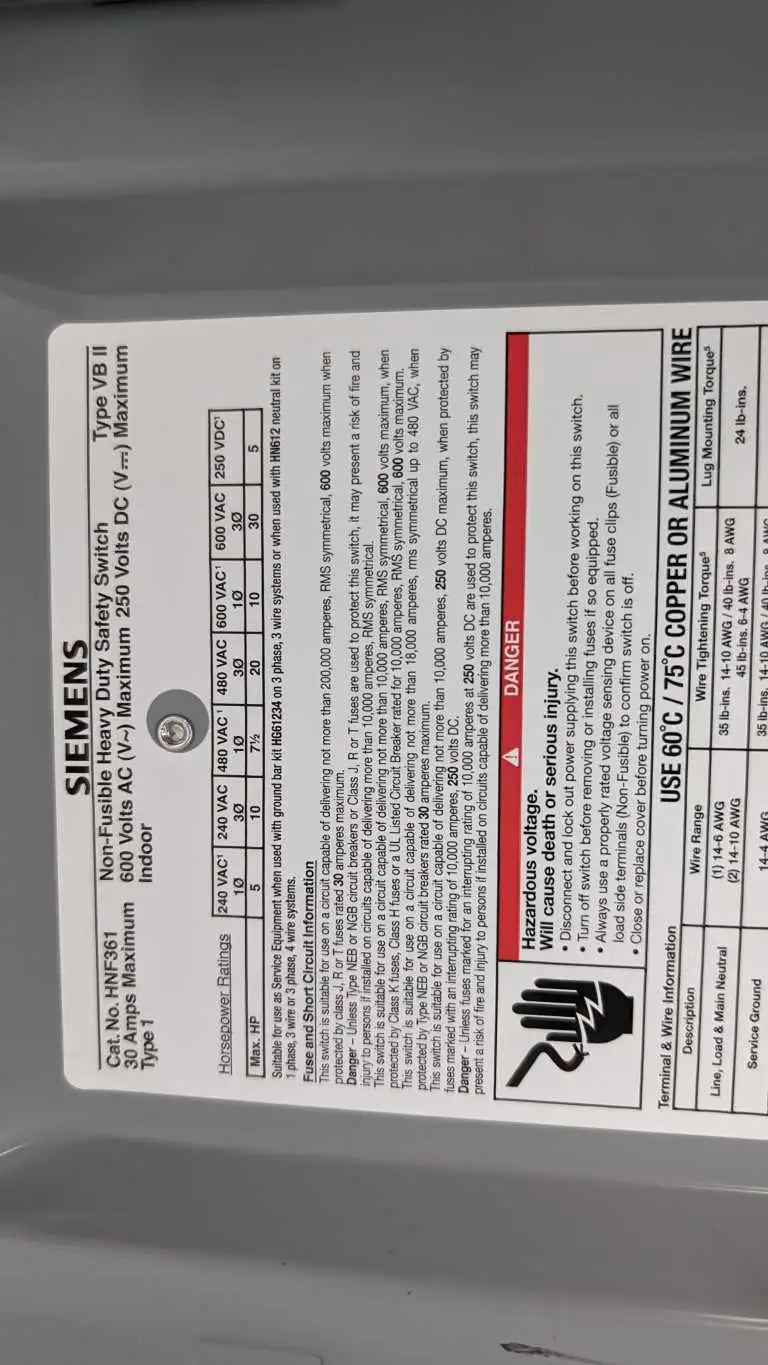 SIEMENS
Cat. No. HNF361 Non-Fusible Heavy Duty Safety Switch Type VB II
30 Amps Maximum 600 Volts AC (V~) Maximum 250 Volts DC (V⎓) Maximum
Type 1 Indoor
Horsepower Ratings 240 VAC¹ 1Ø 240 VAC 3Ø 480 VAC¹ 1Ø 480 VAC 3Ø 600 VAC¹ 1Ø 600 VAC 3Ø 250 VDC¹
Max. HP 5 10 7½ 20 10 30 5
Suitable for use as Service Equipment when used with ground bar kit HG61234 on 3 phase, 3 wire systems or when used with HN612 neutral kit on
1 phase, 3 wire or 3 phase, 4 wire systems.
Fuse and Short Circuit Information
This switch is suitable for use on a circuit capable of delivering not more than 200,000 amperes, RMS symmetrical, 600 volts maximum when
protected by class J, R or T fuses rated 30 amperes maximum.
Danger – Unless Type NEB or NGB circuit breakers or Class J, R or T fuses are used to protect this switch, it may present a risk of fire and
injury to persons if installed on circuits capable of delivering more than 10,000 amperes, RMS symmetrical.
This switch is suitable for use on a circuit capable of delivering not more than 10,000 amperes, RMS symmetrical, 600 volts maximum, when
protected by Class K fuses, Class H fuses or a UL Listed Circuit Breaker rated for 10,000 amperes, RMS symmetrical, 600 volts maximum.
This switch is suitable for use on a circuit capable of delivering not more than 18,000 amperes, rms symmetrical up to 480 VAC, when
protected by Type NEB or NGB circuit breakers rated 30 amperes maximum.
This switch is suitable for use on a circuit capable of delivering not more than 10,000 amperes, 250 volts DC maximum, when protected by
fuses marked with an interrupting rating of 10,000 amperes, 250 volts DC.
Danger – Unless fuses marked for an interrupting rating of 10,000 amperes at 250 volts DC are used to protect this switch, this switch may
present a risk of fire and injury to persons if installed on circuits capable of delivering more than 10,000 amperes.
DANGER
Hazardous voltage.
Will cause death or serious injury.
• Disconnect and lock out power supplying this switch before working on this switch.
• Turn off switch before removing or installing fuses if so equipped.
• Always use a properly rated voltage sensing device on all fuse clips (Fusible) or all
load side terminals (Non-Fusible) to confirm switch is off.
• Close or replace cover before turning power on.
Terminal & Wire Information USE 60°C / 75°C COPPER OR ALUMINUM WIRE
Description Wire Range Wire Tightening Torque⁵ Lug Mounting Torque⁵
Line, Load & Main Neutral (1) 14-6 AWG 35 lb-ins. 14-10 AWG / 40 lb-ins. 8 AWG 24 lb-ins.
(2) 14-10 AWG 45 lb-ins. 6-4 AWG
Service Ground 14-4 AWG 35 lb-ins. 14-10 AWG / 40 lb-ins. 8 AWG